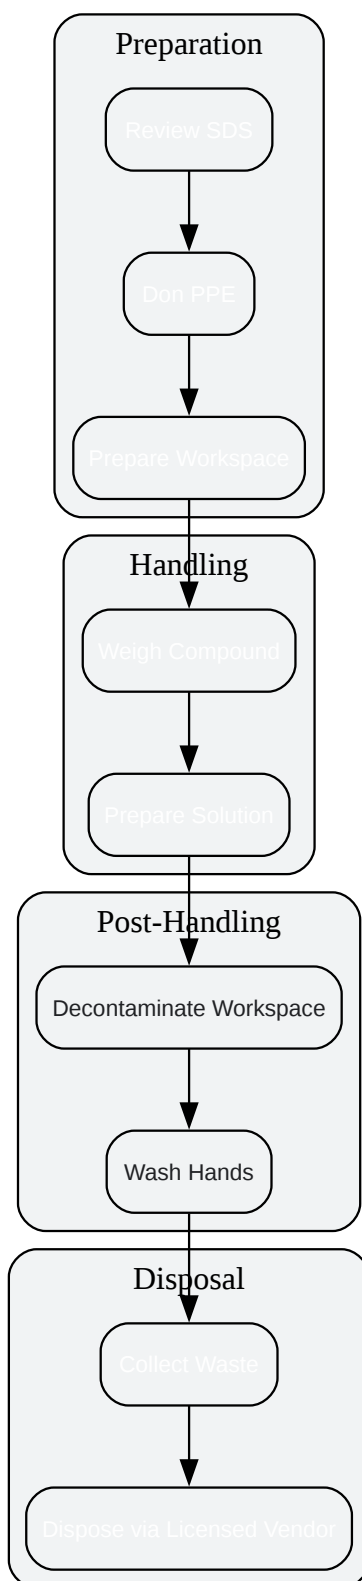 Preparation
Review SDS
Don PPE
Prepare Workspace
Handling
Weigh Compound
Prepare Solution
Post-Handling
Decontaminate Workspace
Wash Hands
Disposal
Collect Waste
Dispose via Licensed Vendor